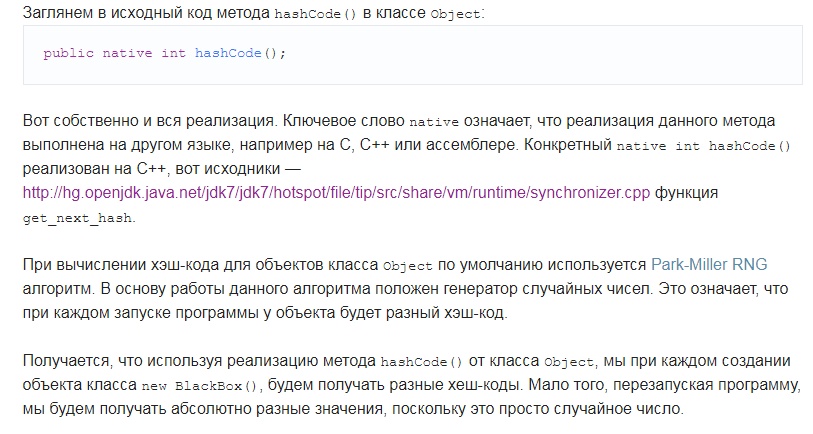 Заглянем в исходный код метода hashCode() в классе Object:
public native int hashCode();
Вот собственно и вся реализация. Ключевое слово native означает, что реализация данного метода
выполнена на другом языке, например на C, C++ или ассемблере. Конкретный native int hashCode()
реализован на C++, вот исходники —
http://hg.openjdk.java.net/jdk7/jdk7/hotspot/file/tip/src/share/vm/runtime/synchronizer.cpp функция
get_next_hash.
При вычислении хэш-кода для объектов класса Object по умолчанию используется Park-Miller RNG
алгоритм. В основу работы данного алгоритма положен генератор случайных чисел. Это означает, что
при каждом запуске программы у объекта будет разный хэш-код.
Получается, что используя реализацию метода hashCode() от класса Object, мы при каждом создании
объекта класса new BlackBox(), будем получать разные хеш-коды. Мало того, перезапуская программу,
мы будем получать абсолютно разные значения, поскольку это просто случайное число.